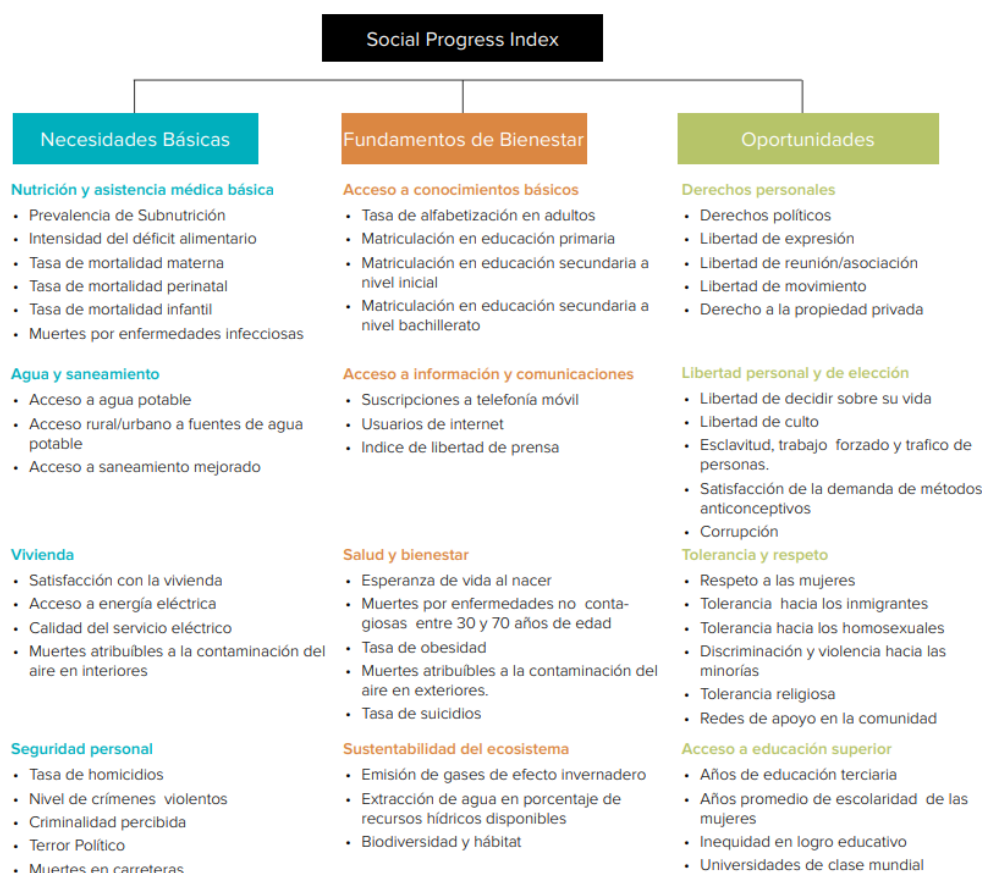 Social Progress Index
Necesidades Básicas
Nutrición y asistencia médica básica
• Prevalencia de Subnutrición
• Intensidad del déficit alimentario
• Tasa de mortalidad materna
• Tasa de mortalidad perinatal
• Tasa de mortalidad infantil
• Muertes por enfermedades infecciosas
Agua y saneamiento
• Acceso a agua potable
• Acceso rural/urbano a fuentes de agua
potable
• Acceso a saneamiento mejorado
Vivienda
• Satisfacción con la vivienda
• Acceso a energía eléctrica
• Calidad del servicio eléctrico
• Muertes atribuíbles a la contaminación del
aire en interiores
Seguridad personal
• Tasa de homicidios
• Nivel de crímenes violentos
• Criminalidad percibida
• Terror Político
• Muertes en carreteras
Fundamentos de Bienestar
Acceso a conocimientos básicos
• Tasa de alfabetización en adultos
• Matriculación en educación primaria
• Matriculación en educación secundaria a
nivel inicial
• Matriculación en educación secundaria a
nivel bachillerato
Acceso a información y comunicaciones
• Suscripciones a telefonía móvil
• Usuarios de internet
• Indice de libertad de prensa
Salud y bienestar
• Esperanza de vida al nacer
• Muertes por enfermedades no conta-
giosas entre 30 y 70 años de edad
• Tasa de obesidad
• Muertes atribuíbles a la contaminación del
aire en exteriores.
• Tasa de suicidios
Sustentabilidad del ecosistema
• Emisión de gases de efecto invernadero
• Extracción de agua en porcentaje de
recursos hídricos disponibles
• Biodiversidad y hábitat
Oportunidades
Derechos personales
• Derechos políticos
• Libertad de expresión
• Libertad de reunión/asociación
• Libertad de movimiento
• Derecho a la propiedad privada
Libertad personal y de elección
• Libertad de decidir sobre su vida
• Libertad de culto
• Esclavitud, trabajo forzado y trafico de
personas.
• Satisfacción de la demanda de métodos
anticonceptivos
• Corrupción
Tolerancia y respeto
• Respeto a las mujeres
• Tolerancia hacia los inmigrantes
• Tolerancia hacia los homosexuales
• Discriminación y violencia hacia las
minorías
• Tolerancia religiosa
• Redes de apoyo en la comunidad
Acceso a educación superior
• Años de educación terciaria
• Años promedio de escolaridad de las
mujeres
• Inequidad en logro educativo
• Universidades de clase mundial